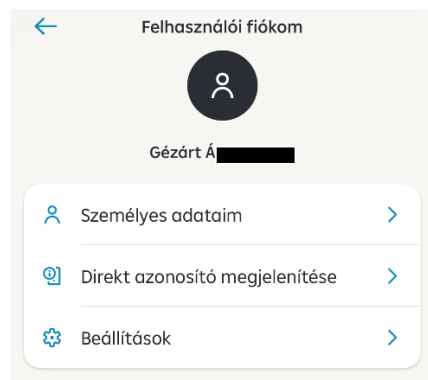 Felhasználói fiókom
Gézárt Á
Személyes adataim
Direkt azonosító megjelenítése
Beállítások